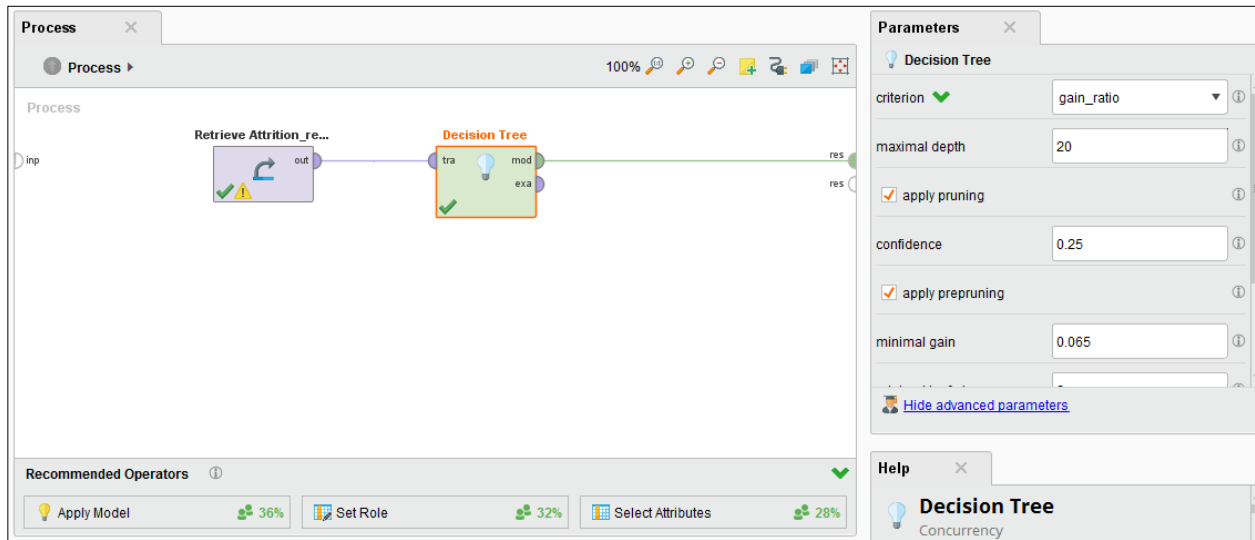 Process
Process
100%
Process
Retrieve Attrition_re...
Decision Tree
inp
out
tra
mod
exa
res
res
Recommended Operators
Apply Model
36%
Set Role
32%
Select Attributes
28%
Parameters
Decision Tree
criterion
gain_ratio
maximal depth
20
apply pruning
confidence
0.25
apply prepruning
minimal gain
0.065
Hide advanced parameters
Help
Decision Tree
Concurrency